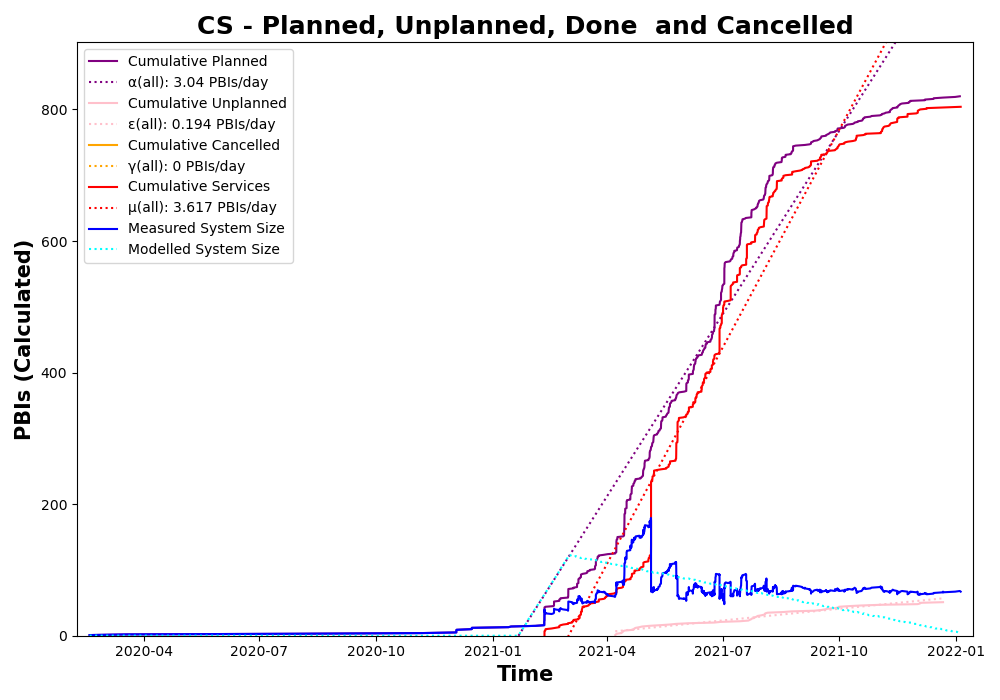 CS - Planned, Unplanned, Done  and Cancelled
Cumulative Planned
α(all): 3.04 PBIs/day
Cumulative Unplanned
ε(all): 0.194 PBIs/day
Cumulative Cancelled
γ(all): 0 PBIs/day
Cumulative Services
μ(all): 3.617 PBIs/day
Measured System Size
Modelled System Size
PBIs (Calculated)
800
600
400
200
0
2020-04 2020-07 2020-10 2021-01 2021-04 2021-07 2021-10 2022-01
Time